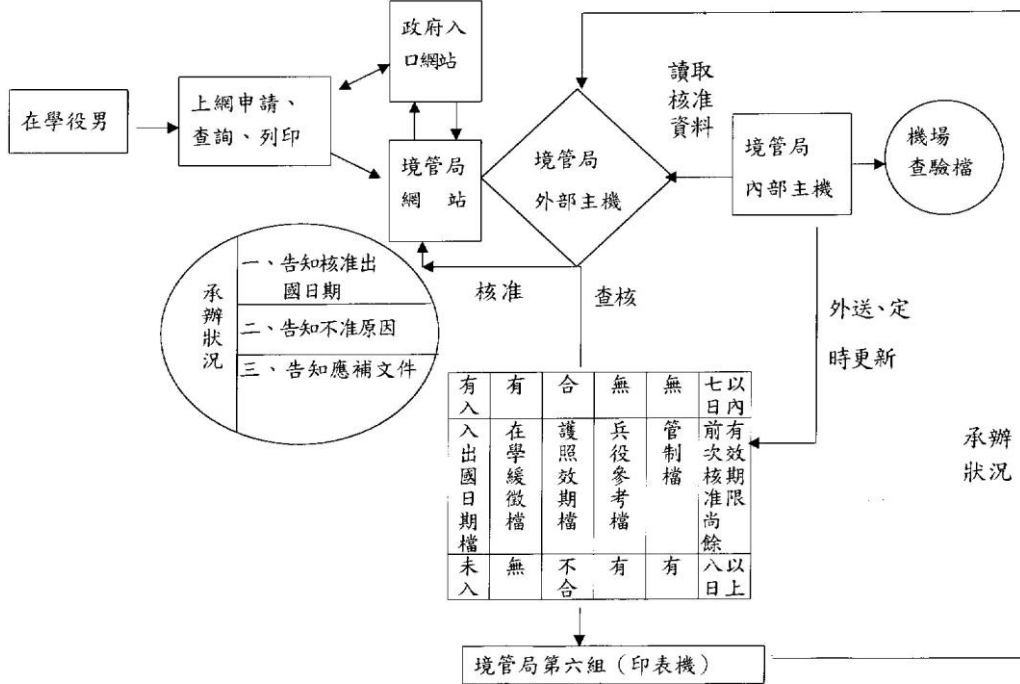 政府入
口網站
在學役男
上網申請、
查詢、列印
境管局
網　站
境管局
外部主機
讀取
核准
資料
境管局
內部主機
機場
查驗檔
承辦狀況
一、告知核准出
國日期
二、告知不准原因
三、告知應補文件
核准
查核
外送、定
時更新
承辦
狀況
有入
有
合
無
無
七日
以內
入出國日期檔
在學緩徵檔
護照效期檔
兵役參考檔
管制檔
前次核准尚餘
有效期限
未入
無
不合
有
有
八日
以上
境管局第六組（印表機）